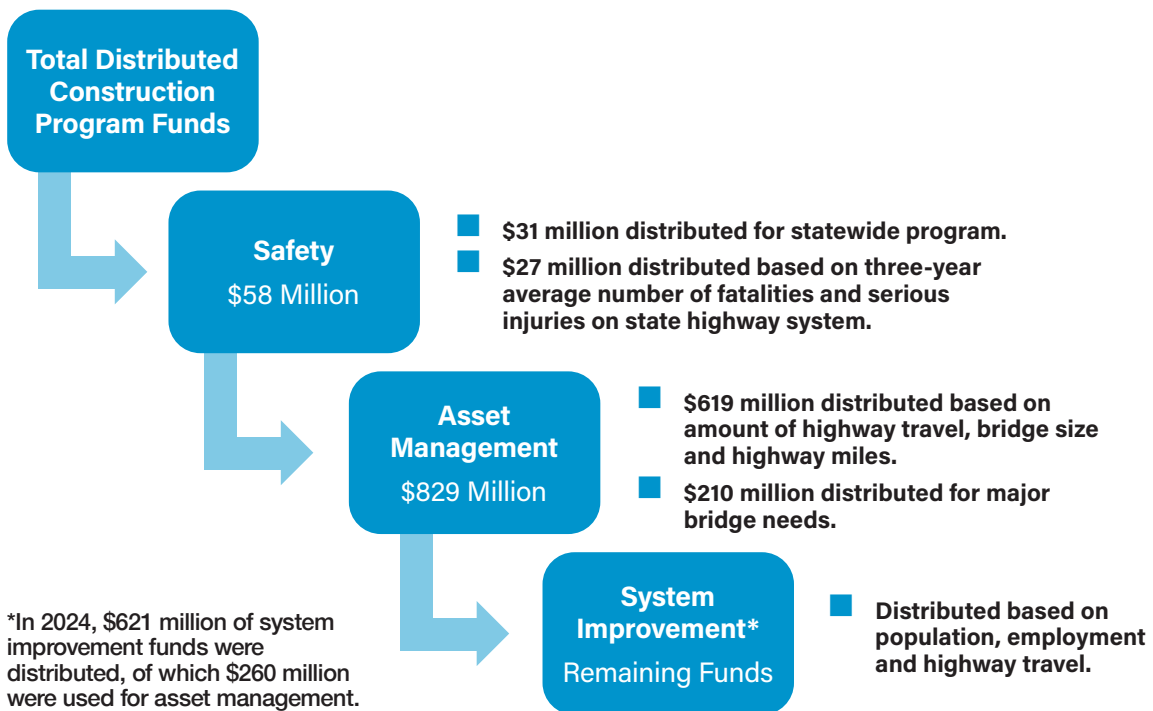 Total Distributed
Construction
Program Funds
Safety
$58 Million
$31 million distributed for statewide program.
$27 million distributed based on three-year
average number of fatalities and serious
injuries on state highway system.
Asset
Management
$829 Million
$619 million distributed based on
amount of highway travel, bridge size
and highway miles.
$210 million distributed for major
bridge needs.
System
Improvement*
Remaining Funds
Distributed based on
population, employment
and highway travel.
*In 2024, $621 million of system
improvement funds were
distributed, of which $260 million
were used for asset management.